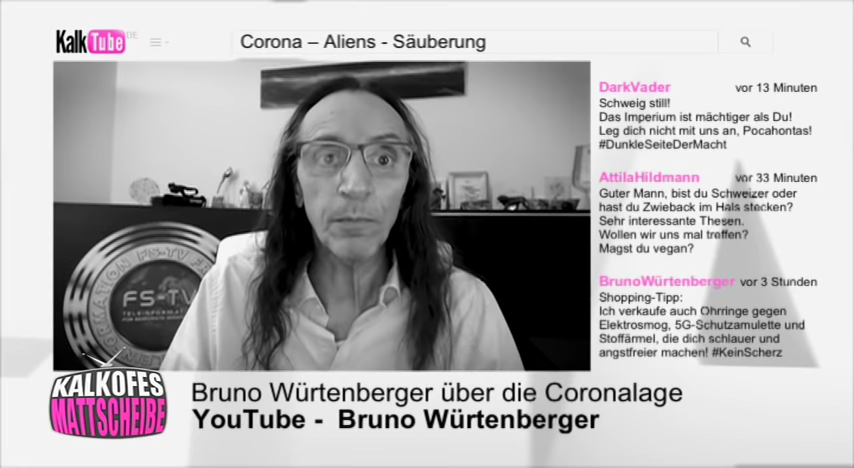 KalkTube DE
Corona – Aliens - Säuberung
DarkVader vor 13 Minuten
Schweig still!
Das Imperium ist mächtiger als Du!
Leg dich nicht mit uns an, Pocahontas!
#DunkleSeiteDerMacht
AttilaHildmann vor 33 Minuten
Guter Mann, bist du Schweizer oder
hast du Zwieback im Hals stecken?
Sehr interessante Thesen.
Wollen wir uns mal treffen?
Magst du vegan?
BrunoWürtenberger vor 3 Stunden
Shopping-Tipp:
Ich verkaufe auch Ohrringe gegen
Elektrosmog, 5G-Schutzamulette und
Stoffärmel, die dich schlauer und
angstfreier machen! #KeinScherz
FS-TV
KALKOFES
MATTSCHEIBE
Bruno Würtenberger über die Coronalage
YouTube - Bruno Würtenberger